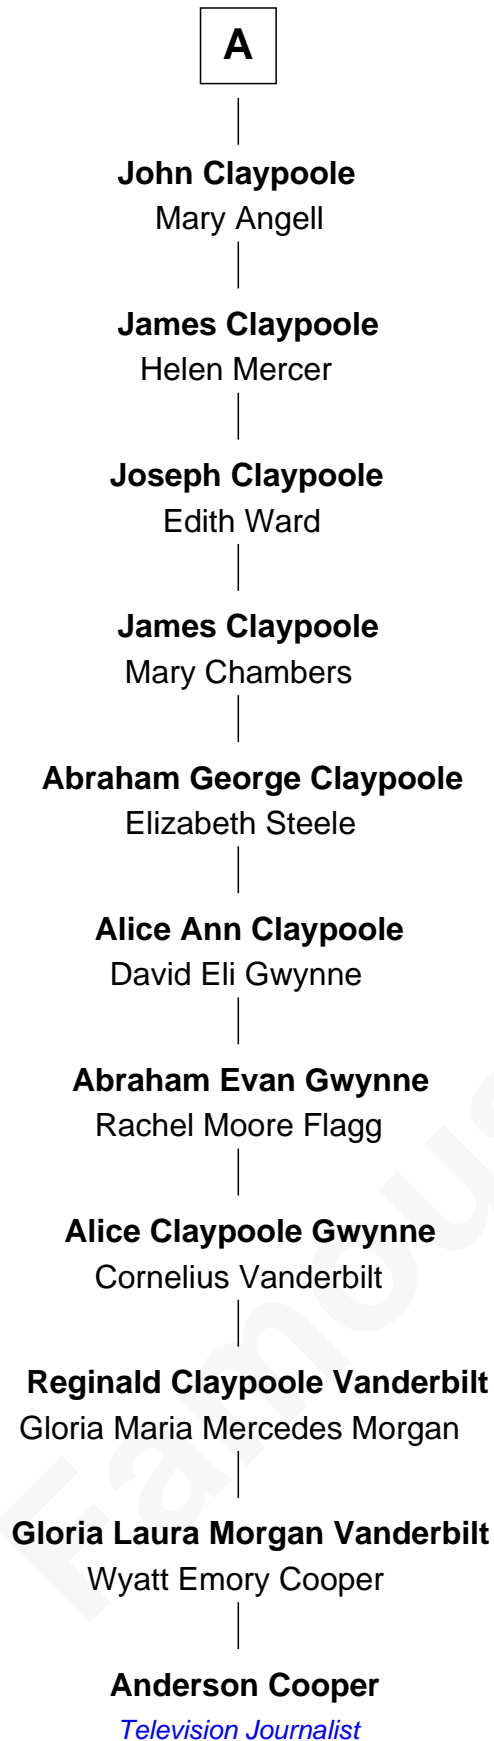 A
John Claypoole
Mary Angell
James Claypoole
Helen Mercer
Joseph Claypoole
Edith Ward
James Claypoole
Mary Chambers
Abraham George Claypoole
Elizabeth Steele
Alice Ann Claypoole
David Eli Gwynne
Abraham Evan Gwynne
Rachel Moore Flagg
Alice Claypoole Gwynne
Cornelius Vanderbilt
Reginald Claypoole Vanderbilt
Gloria Maria Mercedes Morgan
Gloria Laura Morgan Vanderbilt
Wyatt Emory Cooper
Anderson Cooper
Television Journalist
Famous